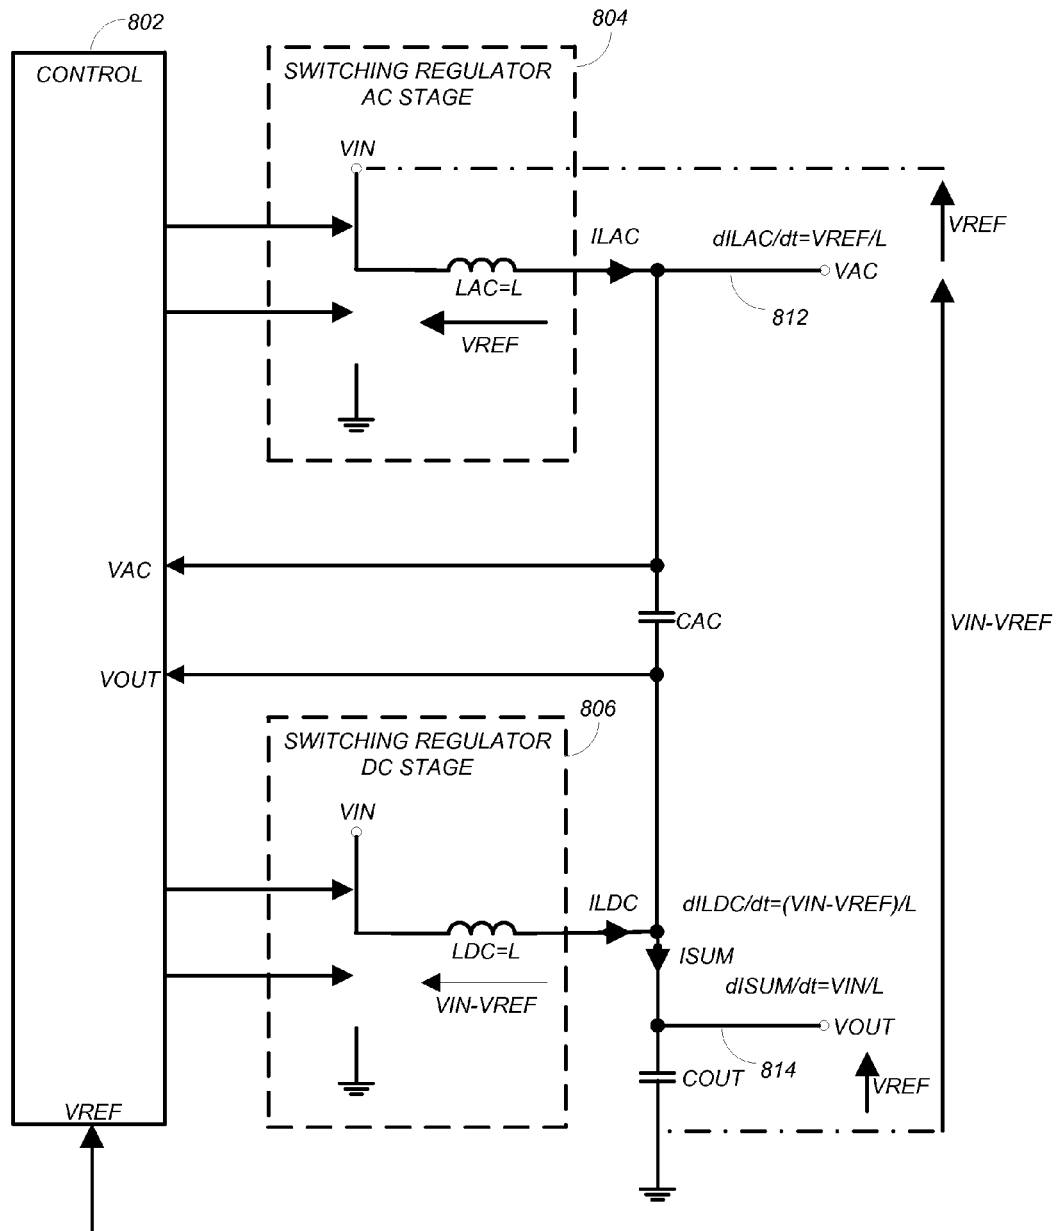 802
804
CONTROL
SWITCHING REGULATOR
AC STAGE
VIN
VREF
ILAC
dILAC/dt=VREF/L
VAC
LAC=L
812
VREF
VAC
CAC
VIN-VREF
VOUT
806
SWITCHING REGULATOR
DC STAGE
VIN
ILDC
dILDC/dt=(VIN-VREF)/L
LDC=L
ISUM
VIN-VREF
dISUM/dt=VIN/L
VOUT
814
COUT
VREF
VREF